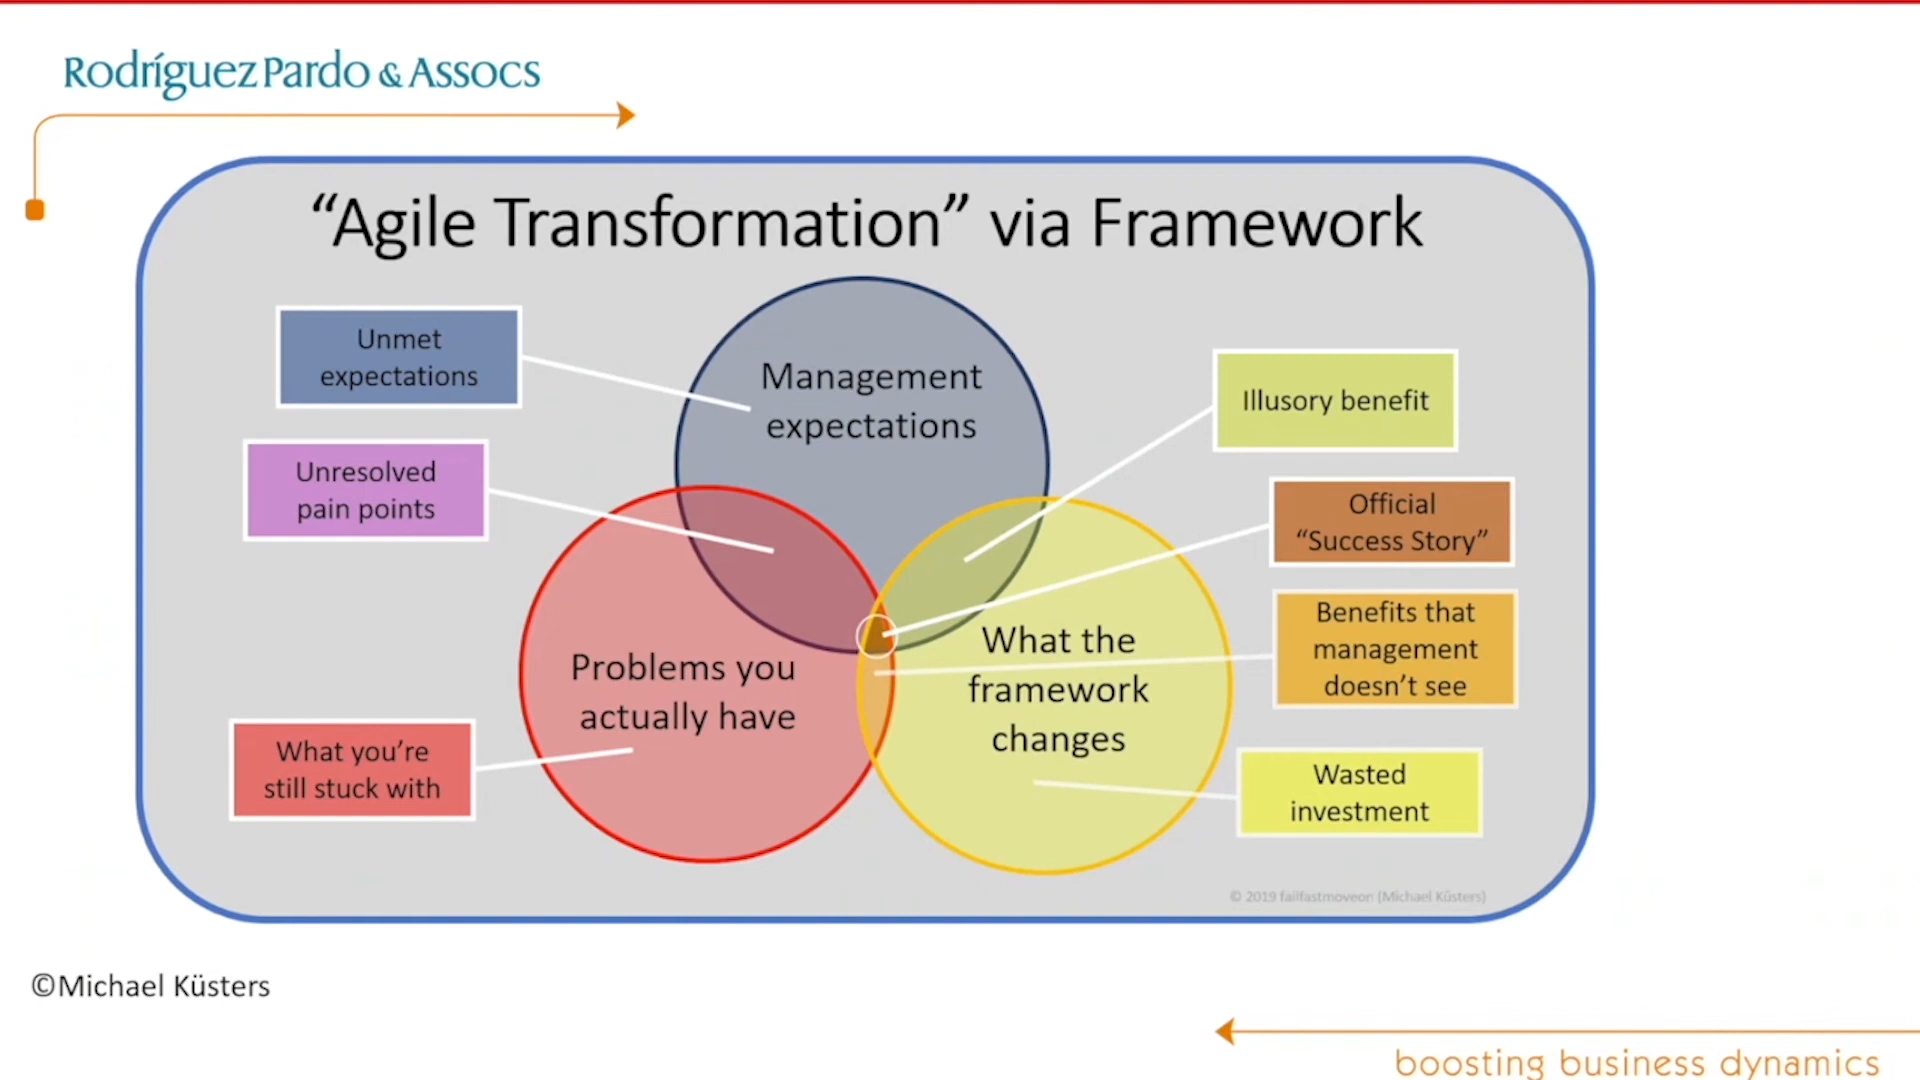 Rodríguez Pardo & Assocs
“Agile Transformation” via Framework
Unmet
expectations
Management
expectations
Illusory benefit
Unresolved
pain points
Official
“Success Story”
Benefits that
management
doesn’t see
Problems you
actually have
What the
framework
changes
What you’re
still stuck with
Wasted
investment
© 2019 failfastmoveon (Michael Küsters)
©Michael Küsters
boosting business dynamics